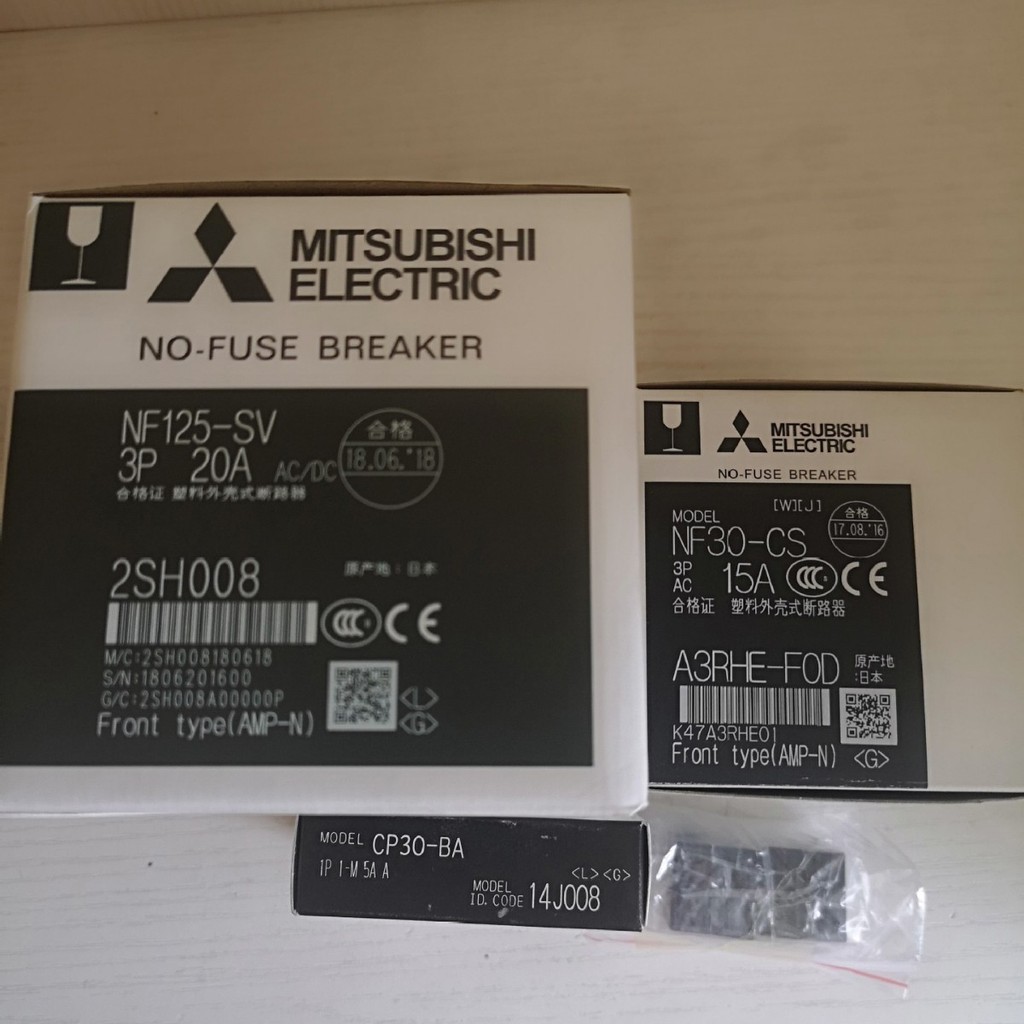 MITSUBISHI
ELECTRIC
NO-FUSE BREAKER
NF125-SV
3P 20A AC/DC
合格
18.06.'18
合格证 塑料外壳式断路器
2SH008
原产地：日本
CCC CE
M/C:2SH008180618
S/N:1806201600
G/C:2SH008A00000P
Front type(AMP-N)
<L>
<G>
MITSUBISHI
ELECTRIC
NO-FUSE BREAKER
[W][J]
MODEL
NF30-CS
合格
17.08.'16
3P
AC 15A CCC CE
合格证 塑料外壳式断路器
A3RHE-F0D
原产地
:日本
K47A3RHE01
Front type(AMP-N) <G>
MODEL CP30-BA
1P 1-M 5A A
<L><G>
MODEL
ID. CODE 14J008